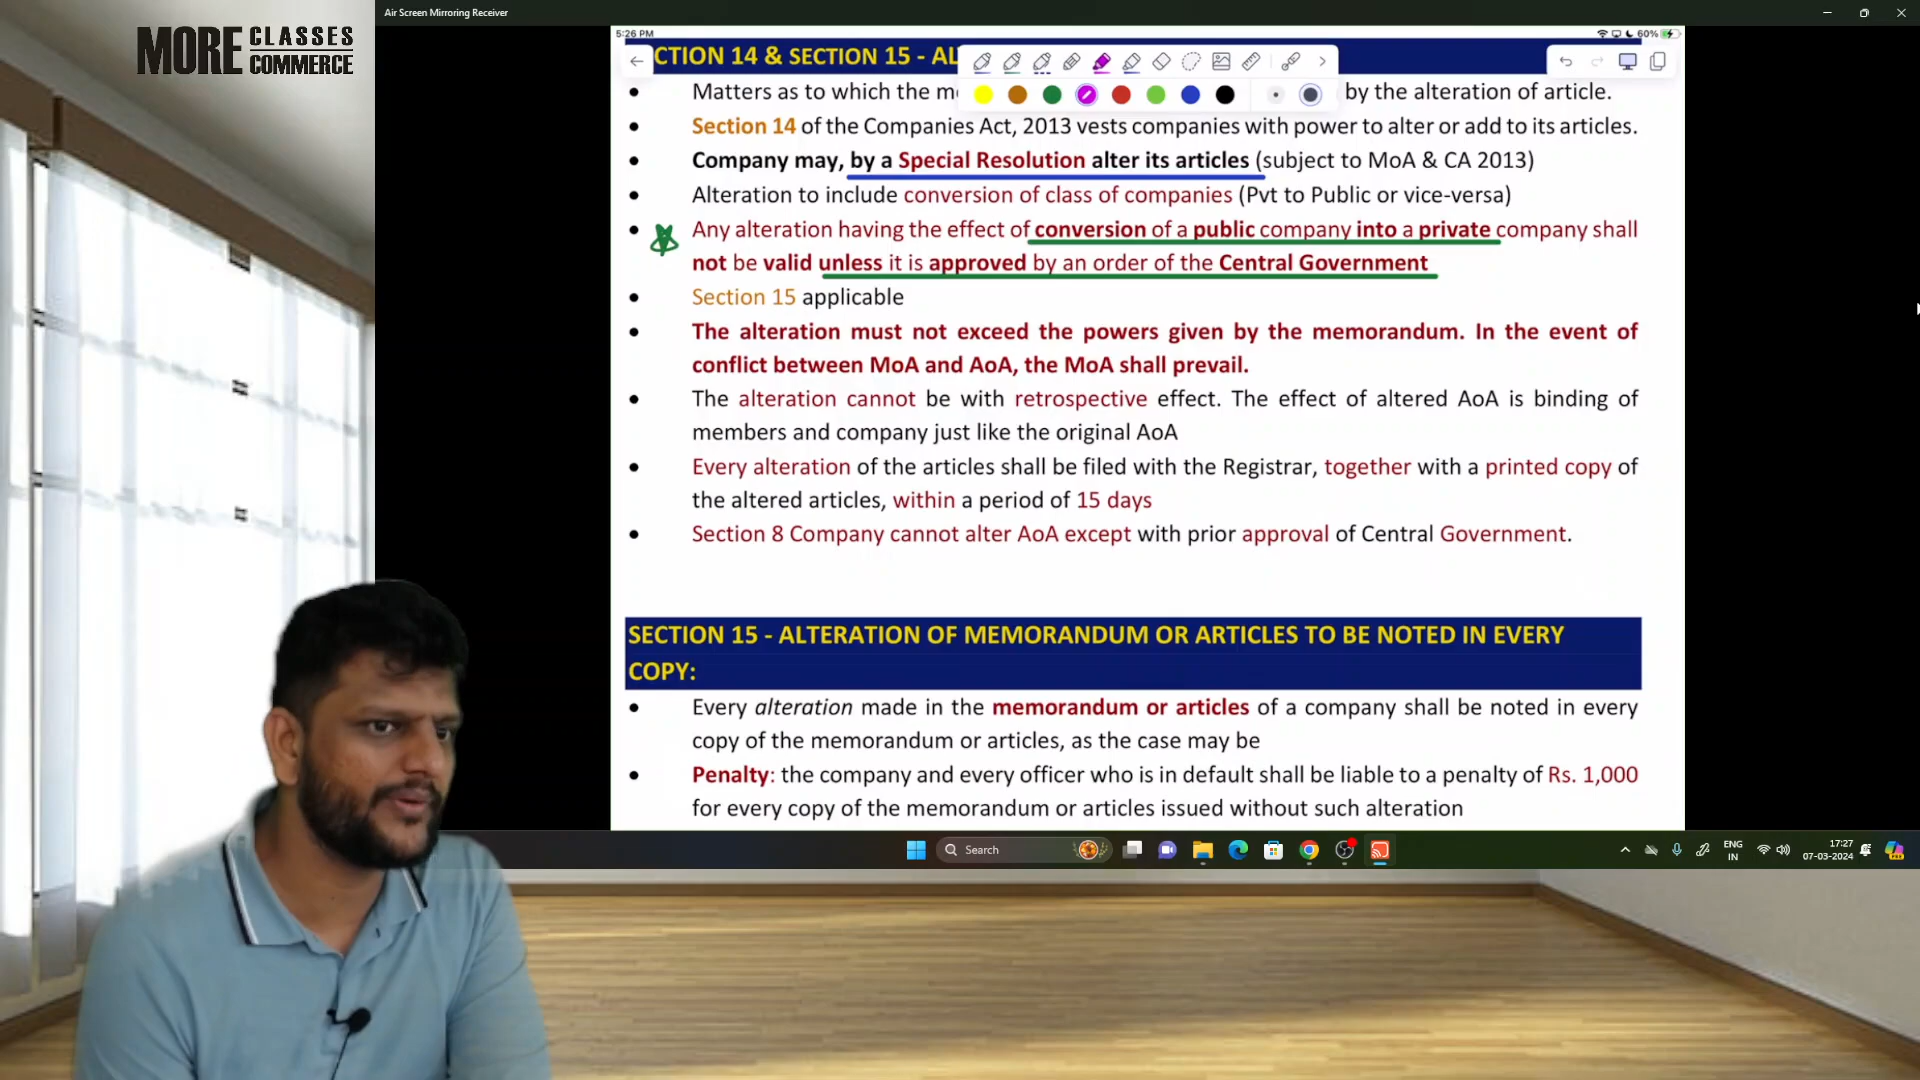 Air Screen Mirroring Receiver
MORE CLASSES
COMMERCE
5:26 PM
60%
CTION 14 & SECTION 15 - AL
Matters as to which the m by the alteration of article.
Section 14 of the Companies Act, 2013 vests companies with power to alter or add to its articles.
Company may, by a Special Resolution alter its articles (subject to MoA & CA 2013)
Alteration to include conversion of class of companies (Pvt to Public or vice-versa)
Any alteration having the effect of conversion of a public company into a private company shall
not be valid unless it is approved by an order of the Central Government
Section 15 applicable
The alteration must not exceed the powers given by the memorandum. In the event of
conflict between MoA and AoA, the MoA shall prevail.
The alteration cannot be with retrospective effect. The effect of altered AoA is binding of
members and company just like the original AoA
Every alteration of the articles shall be filed with the Registrar, together with a printed copy of
the altered articles, within a period of 15 days
Section 8 Company cannot alter AoA except with prior approval of Central Government.
SECTION 15 - ALTERATION OF MEMORANDUM OR ARTICLES TO BE NOTED IN EVERY
COPY:
Every alteration made in the memorandum or articles of a company shall be noted in every
copy of the memorandum or articles, as the case may be
Penalty: the company and every officer who is in default shall be liable to a penalty of Rs. 1,000
for every copy of the memorandum or articles issued without such alteration
Search
ENG
IN
17:27
07-03-2024